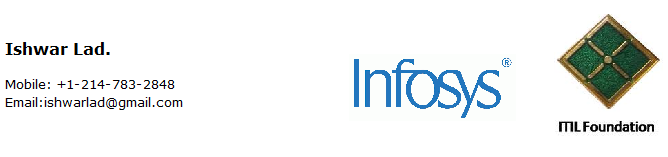 Ishwar Lad.
Mobile: +1-214-783-2848
Email:ishwarlad@gmail.com
Infosys®
ITIL Foundation